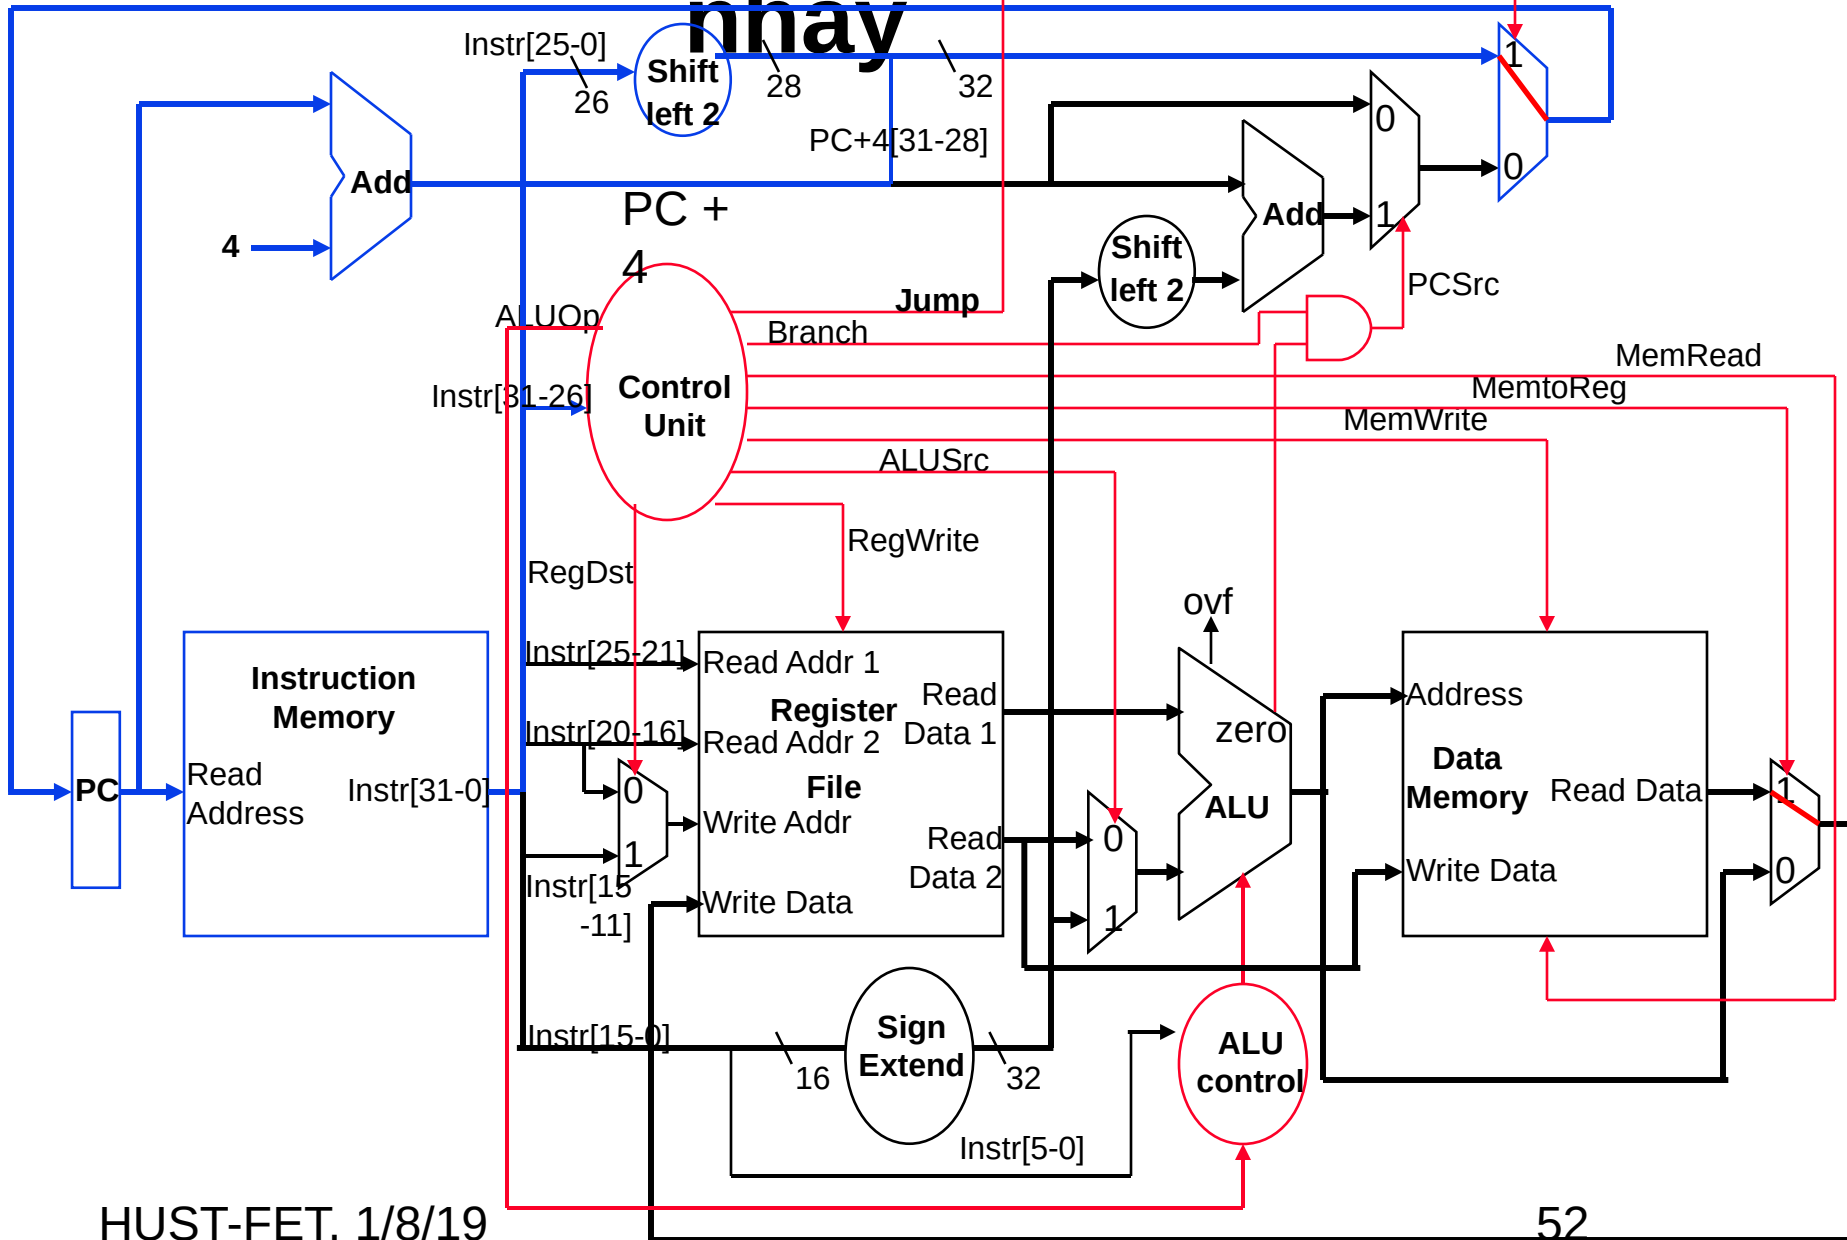 nhay
Instr[25-0]
26
Shift
left 2
28
32
PC+4[31-28]
1
0
0
1
Add
4
PC +
4
Add
Shift
left 2
PCSrc
Jump
Branch
ALUOp
Instr[31-26]
Control
Unit
MemRead
MemtoReg
MemWrite
ALUSrc
RegWrite
RegDst
ovf
Instruction
Memory
PC
Read
Address
Instr[31-0]
Instr[25-21]
Instr[20-16]
0
1
Instr[15
-11]
Read Addr 1
Register
Read Addr 2
File
Write Addr
Write Data
Read
Data 1
Read
Data 2
0
1
zero
ALU
Address
Data
Memory
Read Data
Write Data
1
0
Instr[15-0]
16
Sign
Extend
32
ALU
control
Instr[5-0]
HUST-FET, 1/8/19
52